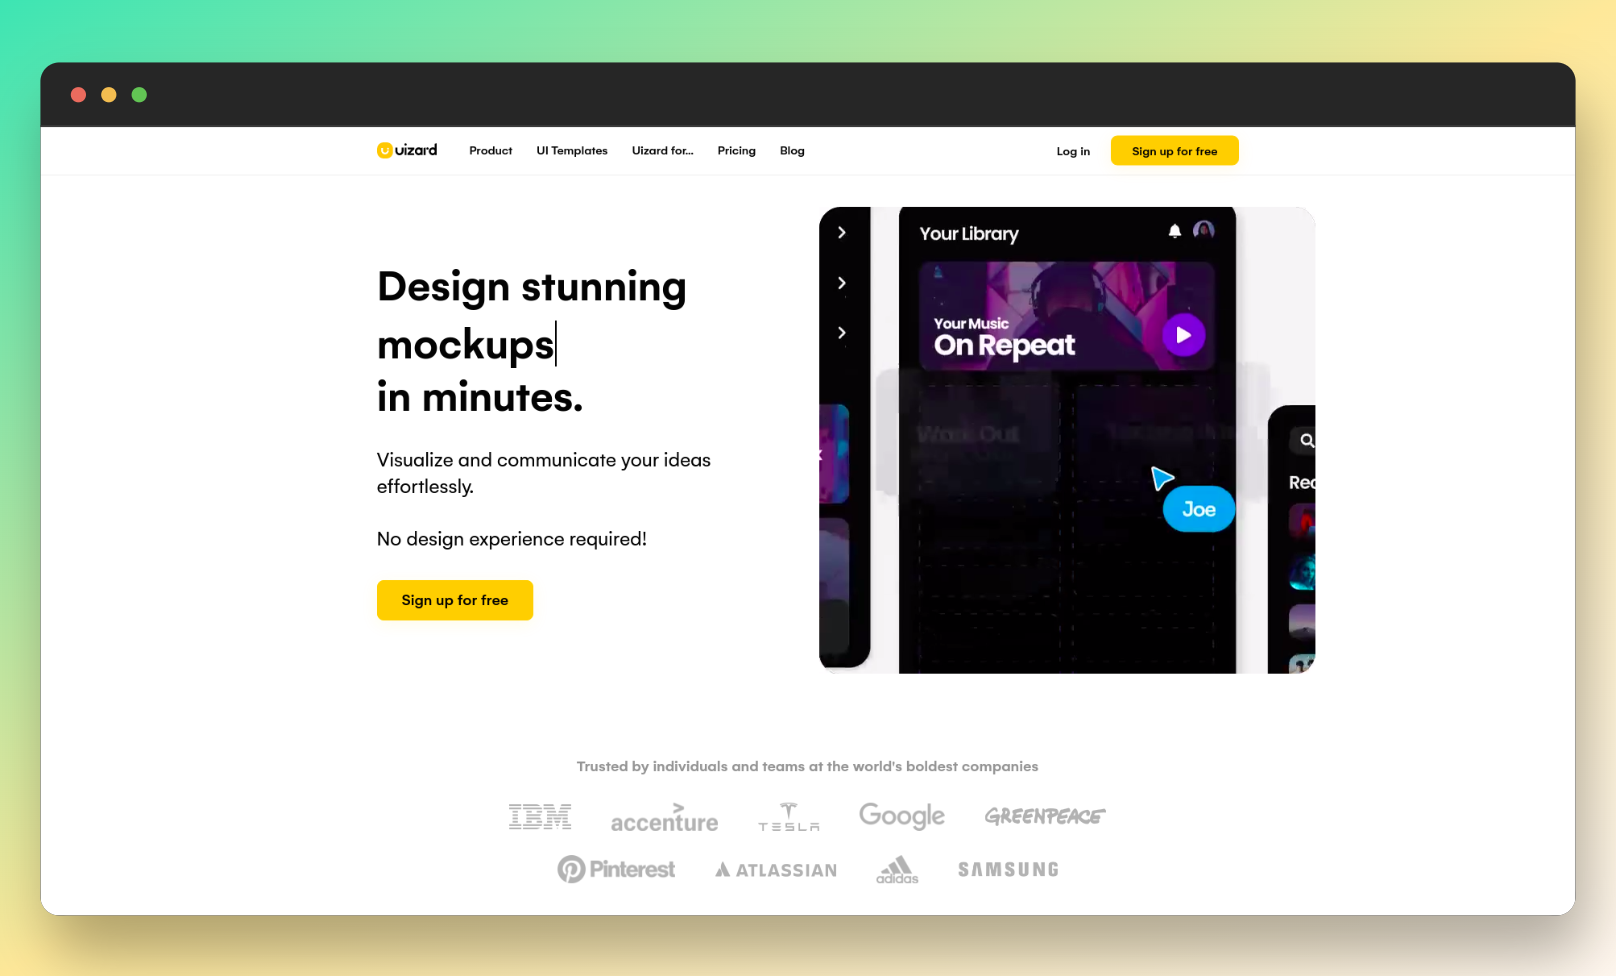 uizard
Product
UI Templates
Uizard for...
Pricing
Blog
Log in
Sign up for free
Design stunning
mockups
in minutes.
Visualize and communicate your ideas
effortlessly.
No design experience required!
Sign up for free
Your Library
Your Music
On Repeat
Work Out
Joe
Trusted by individuals and teams at the world's boldest companies
IBM
accenture
TESLA
Google
GREENPEACE
Pinterest
ATLASSIAN
adidas
SAMSUNG